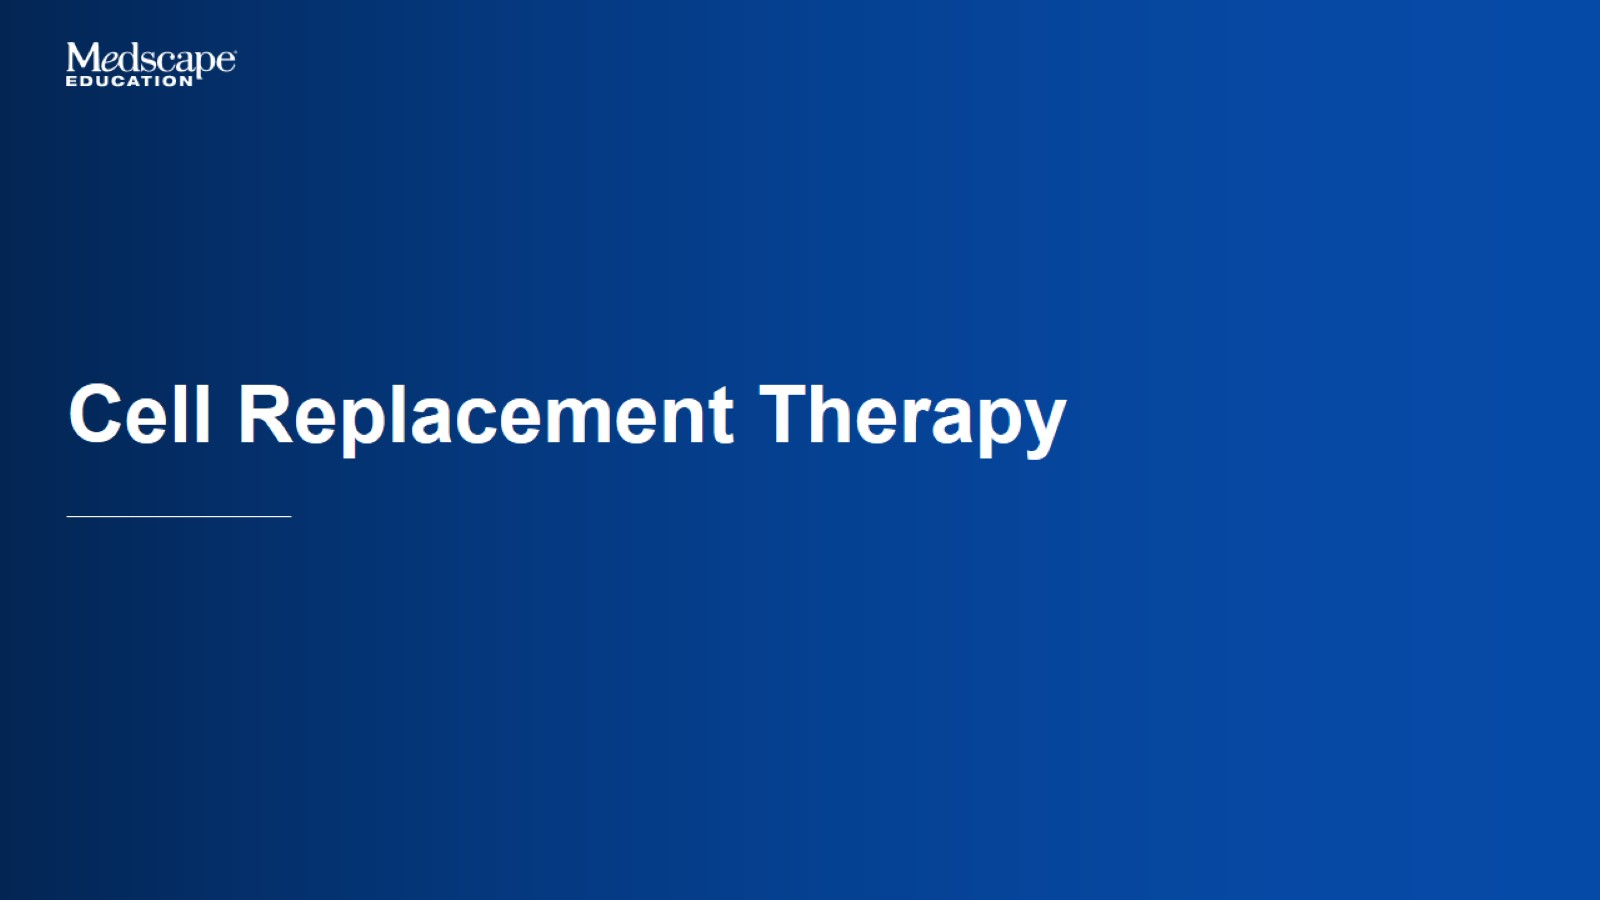 Medscape
EDUCATION
Cell Replacement Therapy